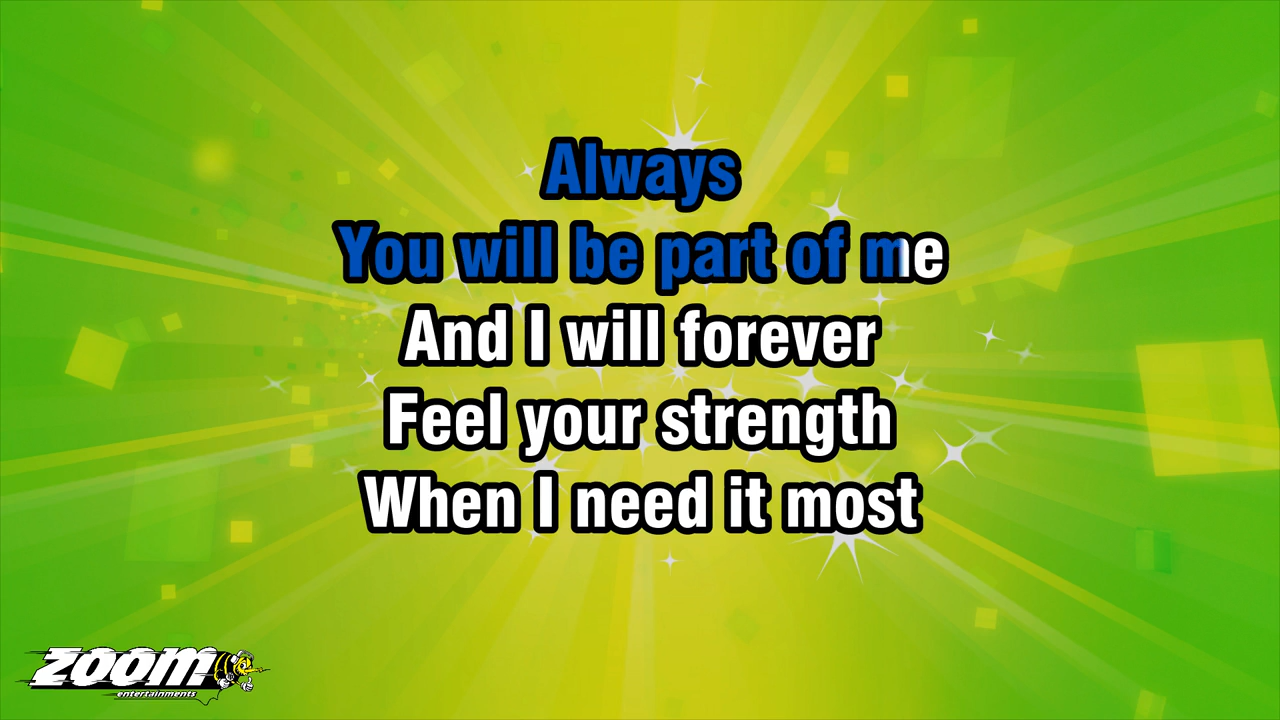 Always
You will be part of me
And I will forever
Feel your strength
When I need it most
zoom
entertainments